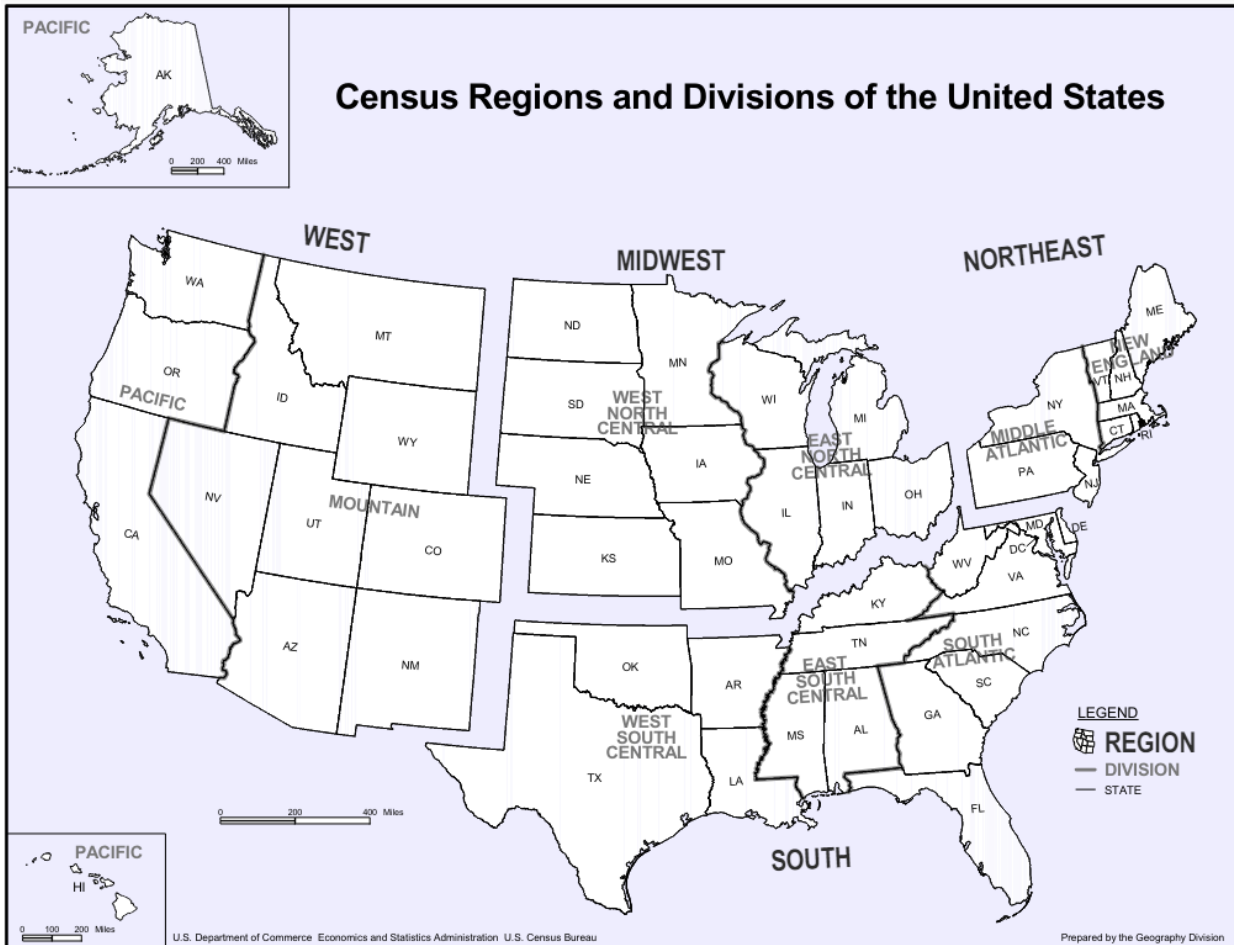 PACIFIC
AK
0 200 400 Miles
Census Regions and Divisions of the United States
WEST
MIDWEST
NORTHEAST
WA
MT
OR
PACIFIC
ID
WY
NV
UT
MOUNTAIN
CO
CA
AZ
NM
ND
MN
SD
WEST
NORTH
CENTRAL
NE
IA
KS
MO
WI
MI
EAST
NORTH
CENTRAL
IL
IN
OH
ME
NEW
ENGLAND
VT
NH
MA
CT
RI
NY
MIDDLE
ATLANTIC
PA
NJ
OK
AR
WEST
SOUTH
CENTRAL
TX
LA
KY
TN
EAST
SOUTH
CENTRAL
MS
AL
MD
DE
DC
WV
VA
NC
SOUTH
ATLANTIC
SC
GA
FL
SOUTH
LEGEND
REGION
DIVISION
STATE
0 200 400 Miles
PACIFIC
HI
0 100 200 Miles
U.S. Department of Commerce Economics and Statistics Administration U.S. Census Bureau
Prepared by the Geography Division